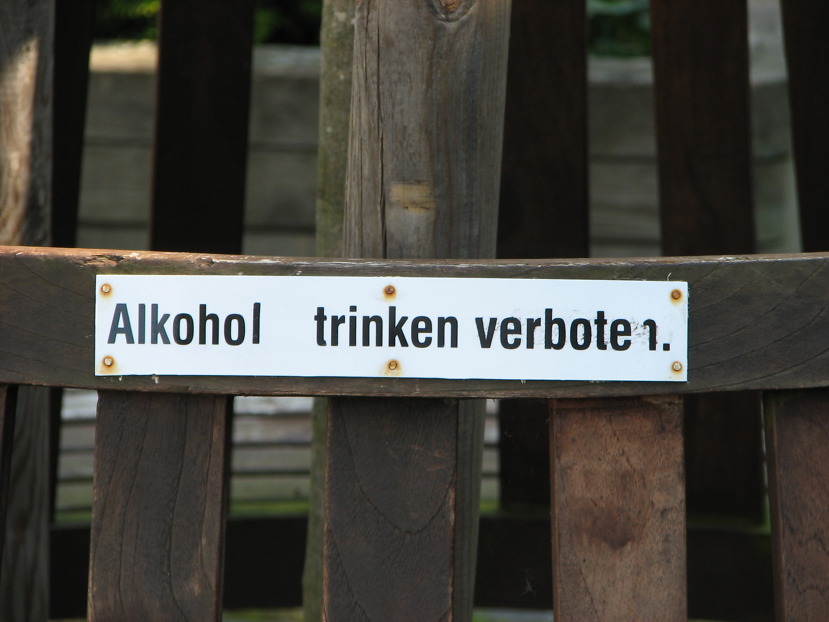 Alkohol trinken verboten.